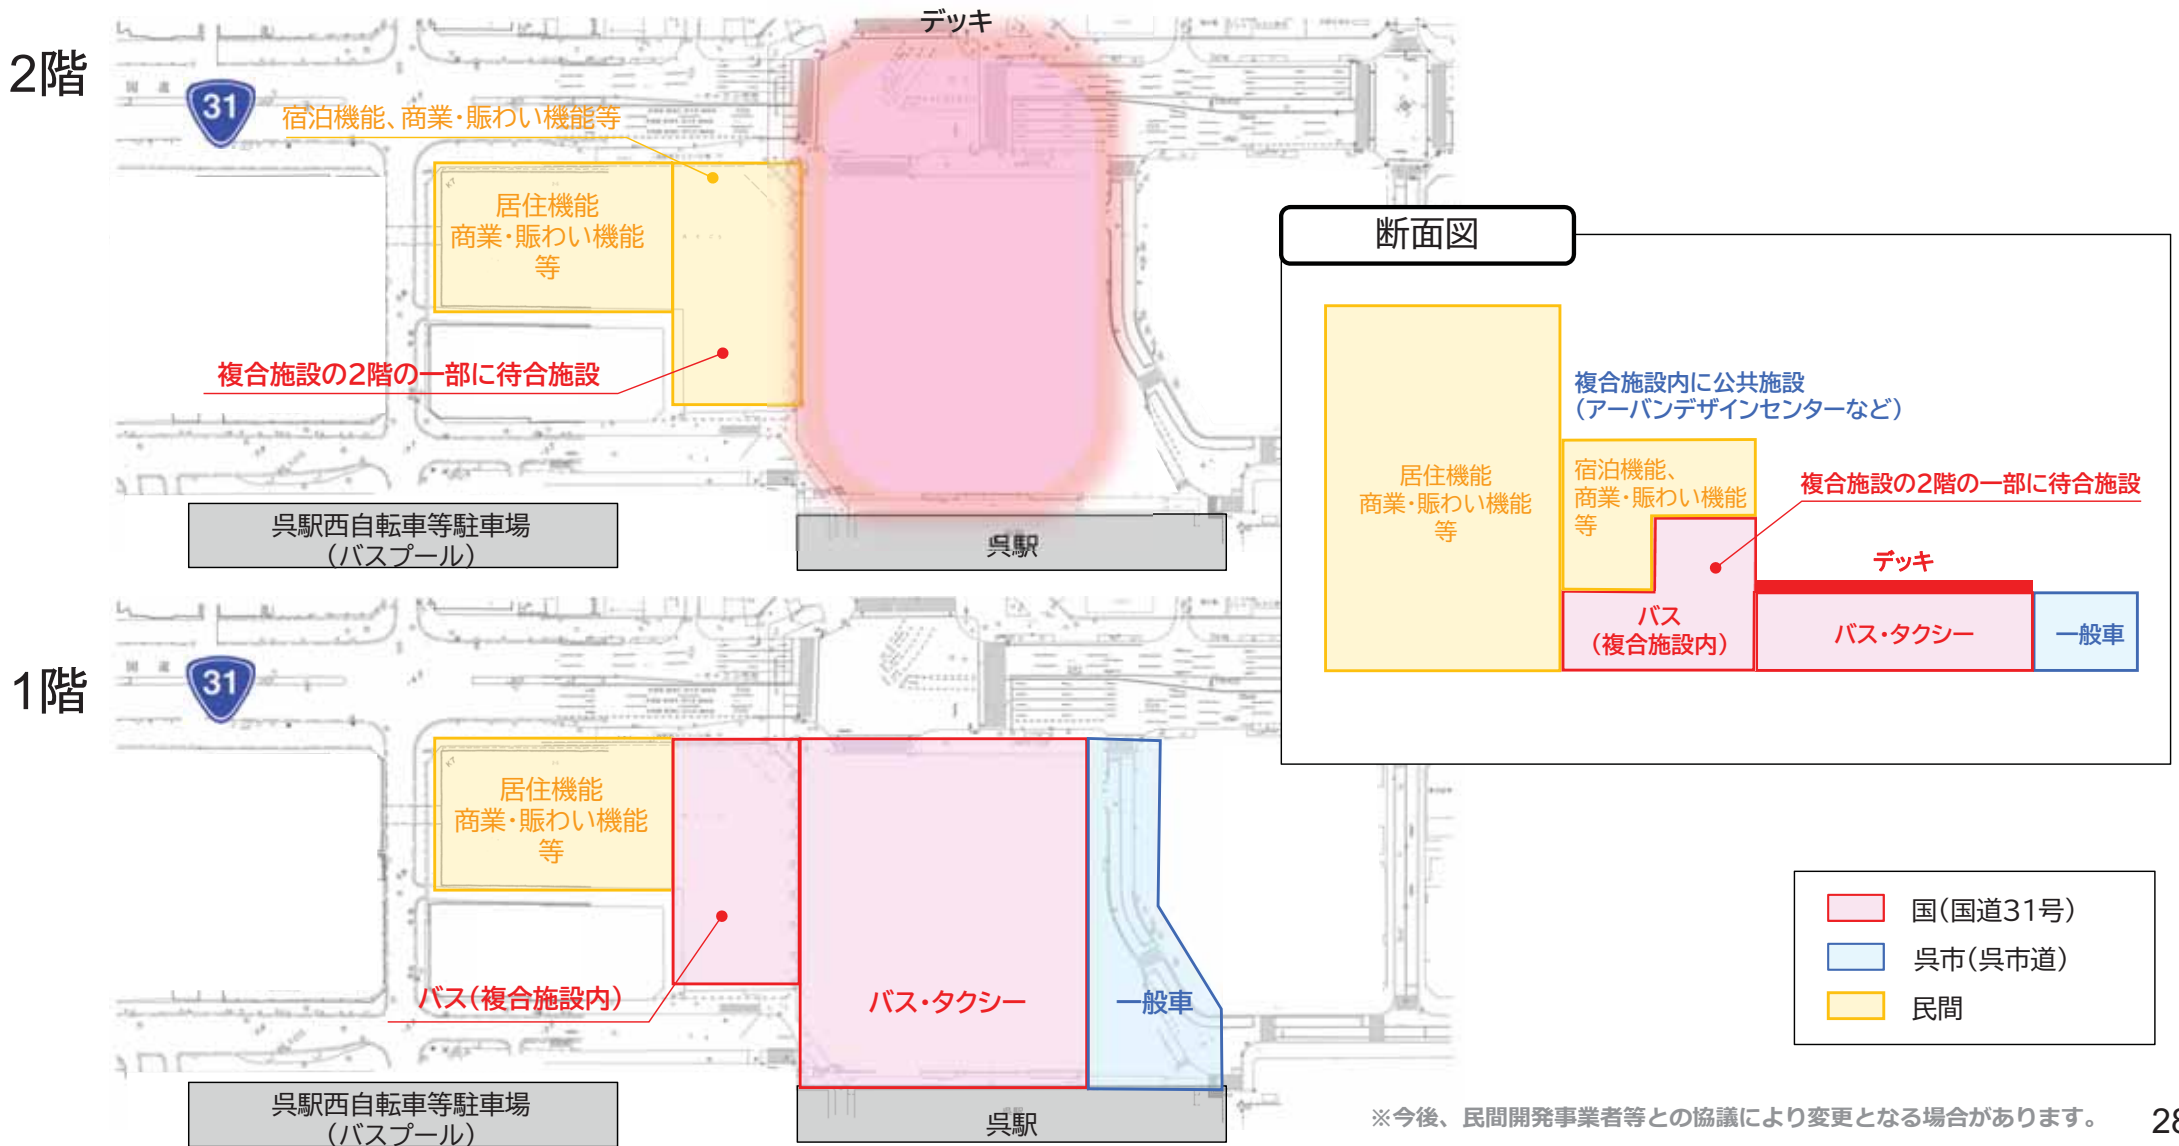 デッキ
2階
31
宿泊機能、商業・賑わい機能等
居住機能
商業・賑わい機能
等
複合施設の2階の一部に待合施設
呉駅西自転車等駐車場
（バスプール）
呉駅
断面図
複合施設内に公共施設
（アーバンデザインセンターなど）
居住機能
商業・賑わい機能
等
宿泊機能、
商業・賑わい機能
等
複合施設の2階の一部に待合施設
デッキ
バス
（複合施設内）
バス・タクシー
一般車
1階
国道
31
居住機能
商業・賑わい機能
等
バス（複合施設内）
バス・タクシー
一般車
呉駅西自転車等駐車場
（バスプール）
呉駅
国（国道31号）
呉市（呉市道）
民間
※今後、民間開発事業者等との協議により変更となる場合があります。
28